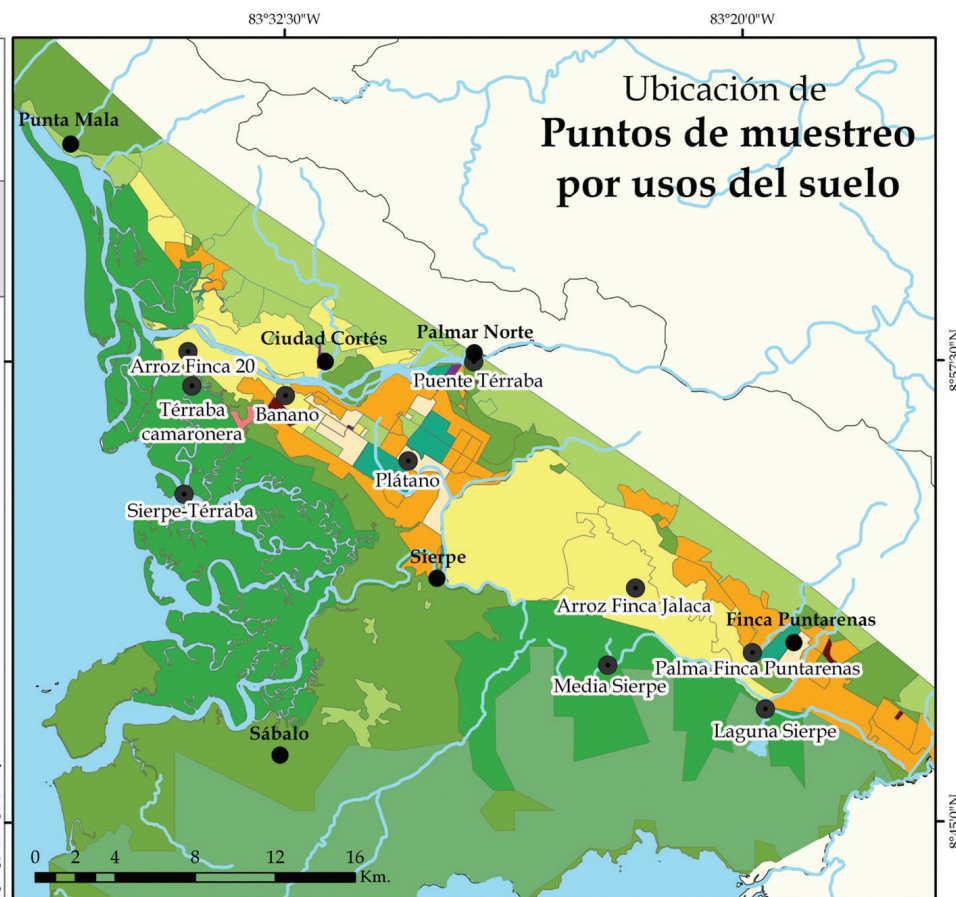 83°32'30"W
83°20'0"W
Ubicación de
Puntos de muestreo
por usos del suelo
Punta Mala
Ciudad Cortés
Palmar Norte
8°57'30"N
Arroz Finca 20
Puente Térraba
Térraba
camaronera
Banano
Plátano
Sierpe-Térraba
Sierpe
Arroz Finca Jalaca
Finca Puntarenas
Palma Finca Puntarenas
Media Sierpe
Laguna Sierpe
Sábalo
8°45'0"N
0 2 4 8 12 16
Km.